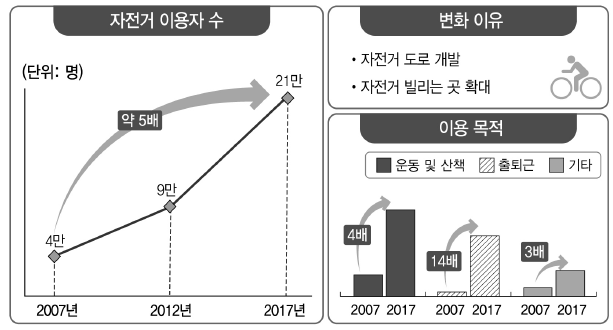 자전거 이용자 수
(단위: 명)
21만
약 5배
9만
4만
2007년 2012년 2017년
변화 이유
• 자전거 도로 개발
• 자전거 빌리는 곳 확대
이용 목적
운동 및 산책 출퇴근 기타
4배
14배
3배
2007 2017 2007 2017 2007 2017